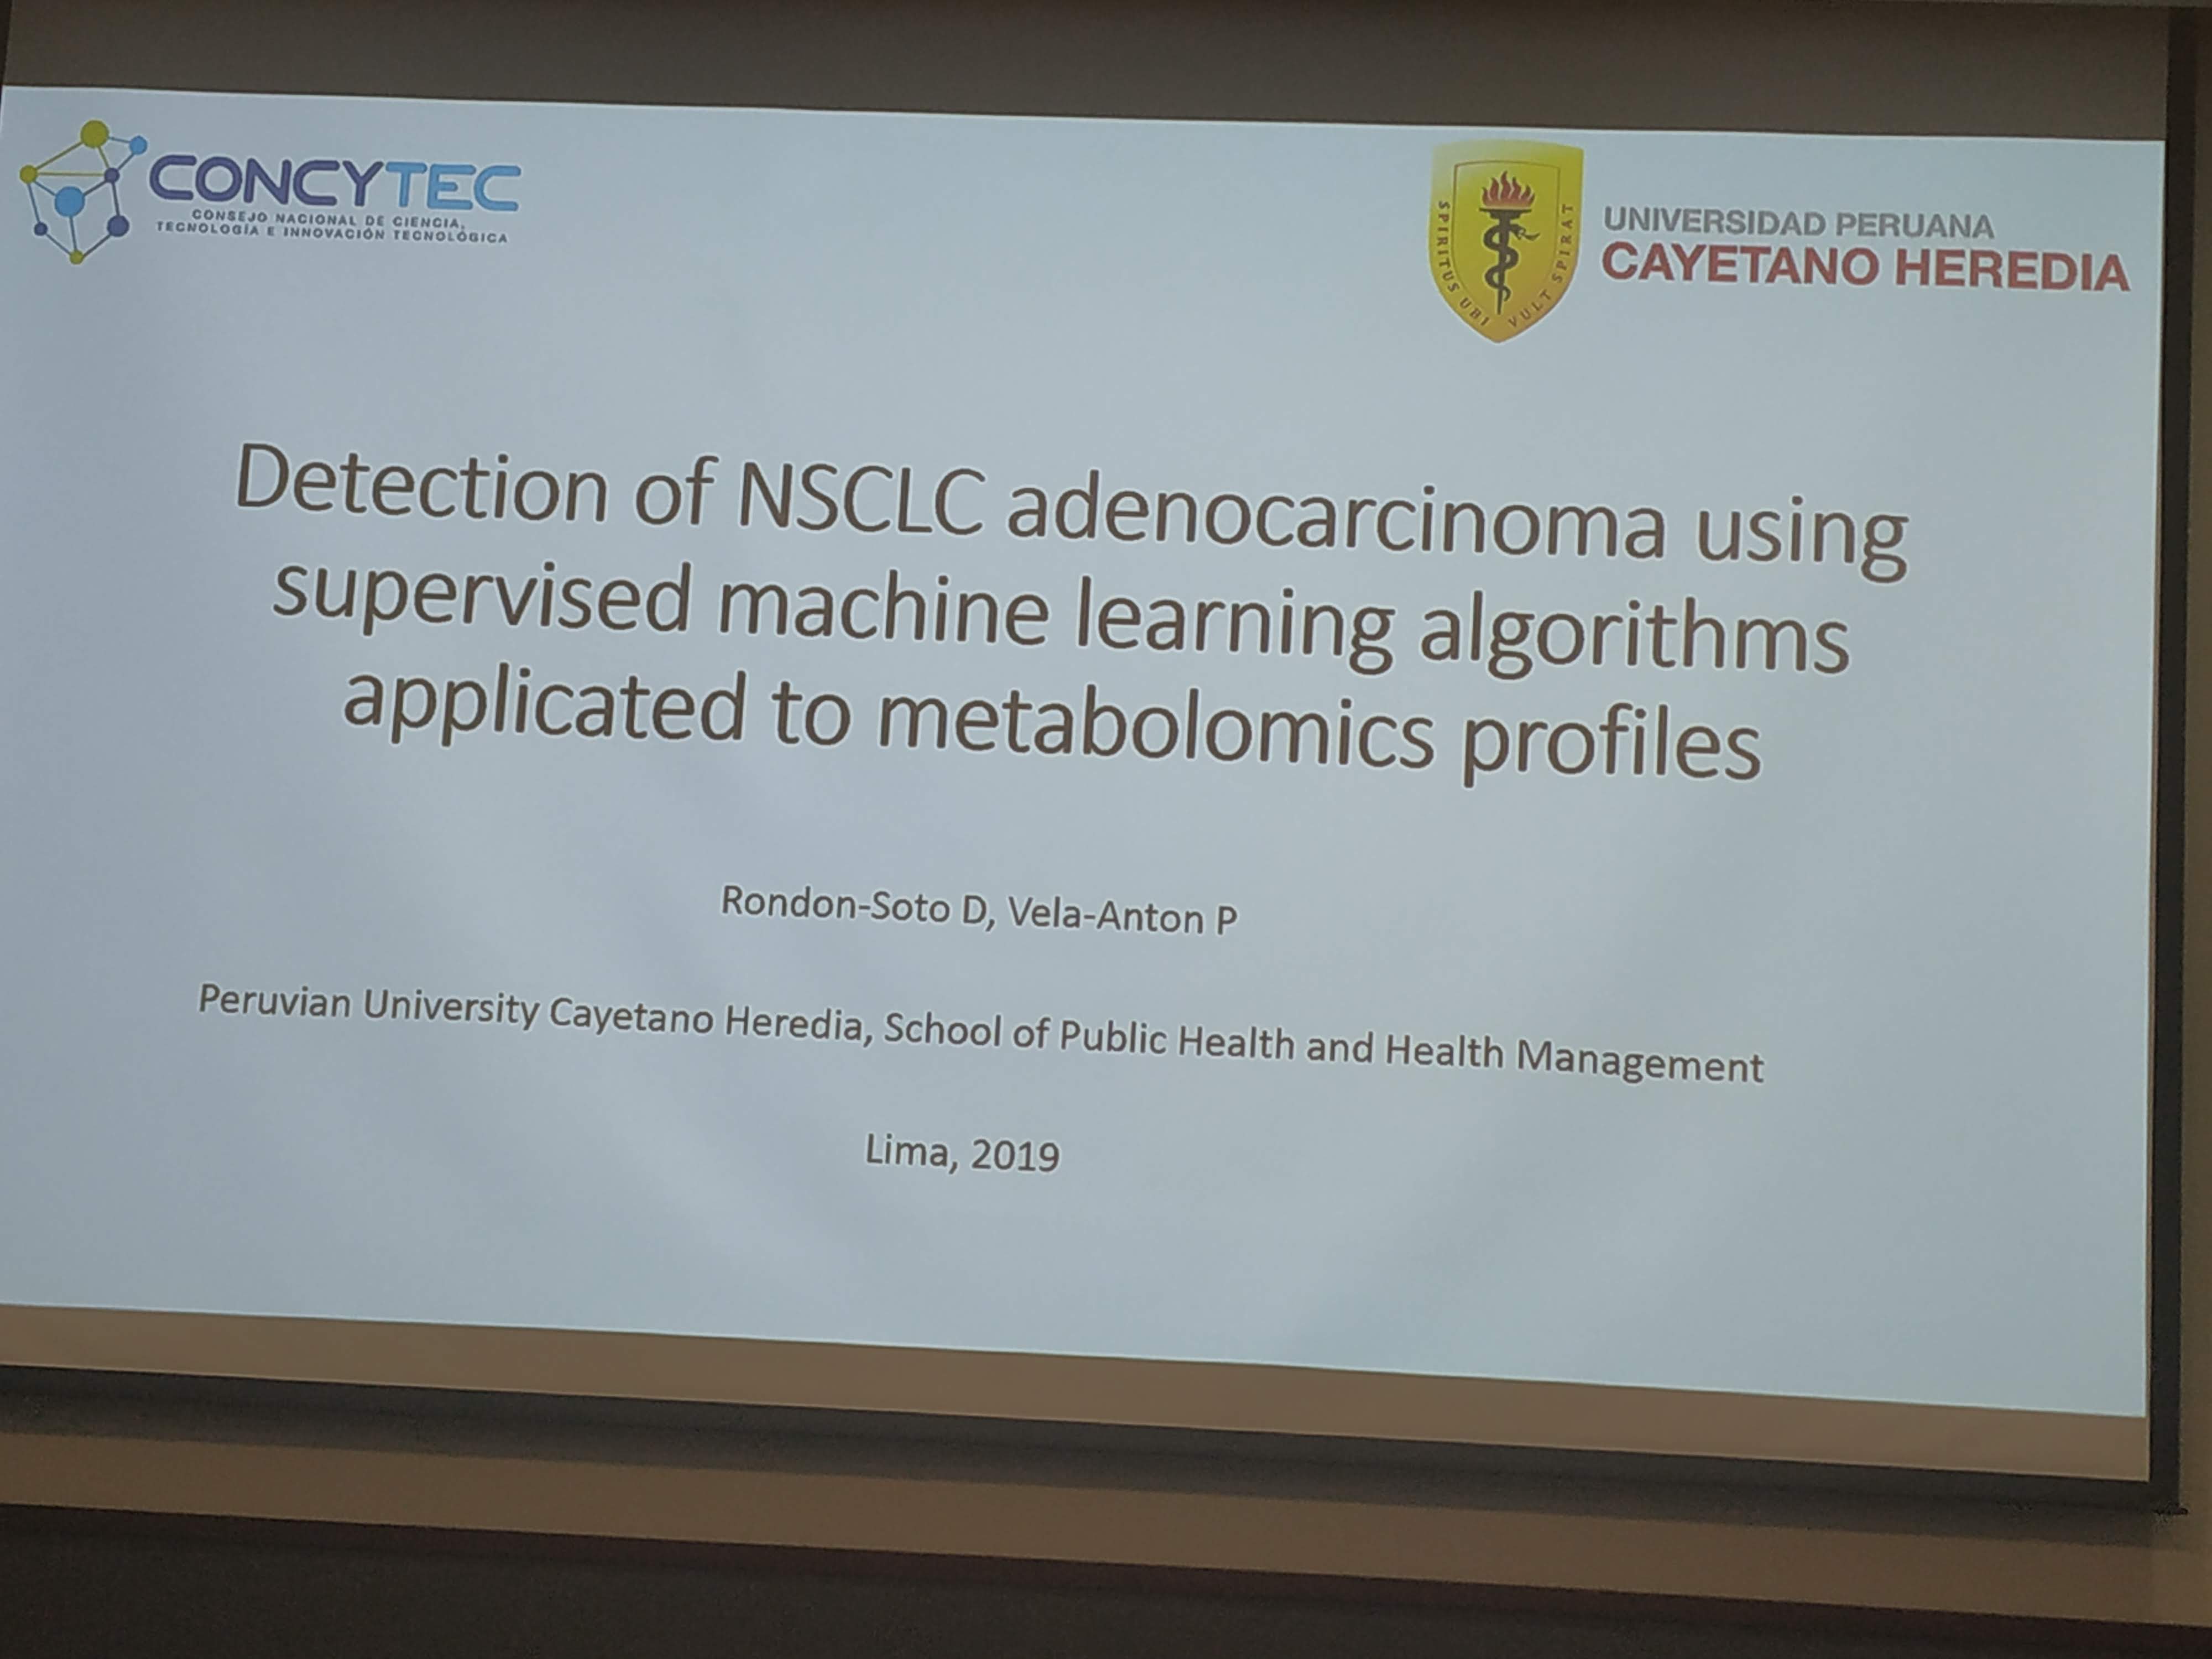 CONCYTEC
CONSEJO NACIONAL DE CIENCIA,
TECNOLOGÍA E INNOVACIÓN TECNOLÓGICA
SPIRITUS UBI VULT SPIRAT
UNIVERSIDAD PERUANA
CAYETANO HEREDIA
Detection of NSCLC adenocarcinoma using
supervised machine learning algorithms
applicated to metabolomics profiles
Rondon-Soto D, Vela-Anton P
Peruvian University Cayetano Heredia, School of Public Health and Health Management
Lima, 2019